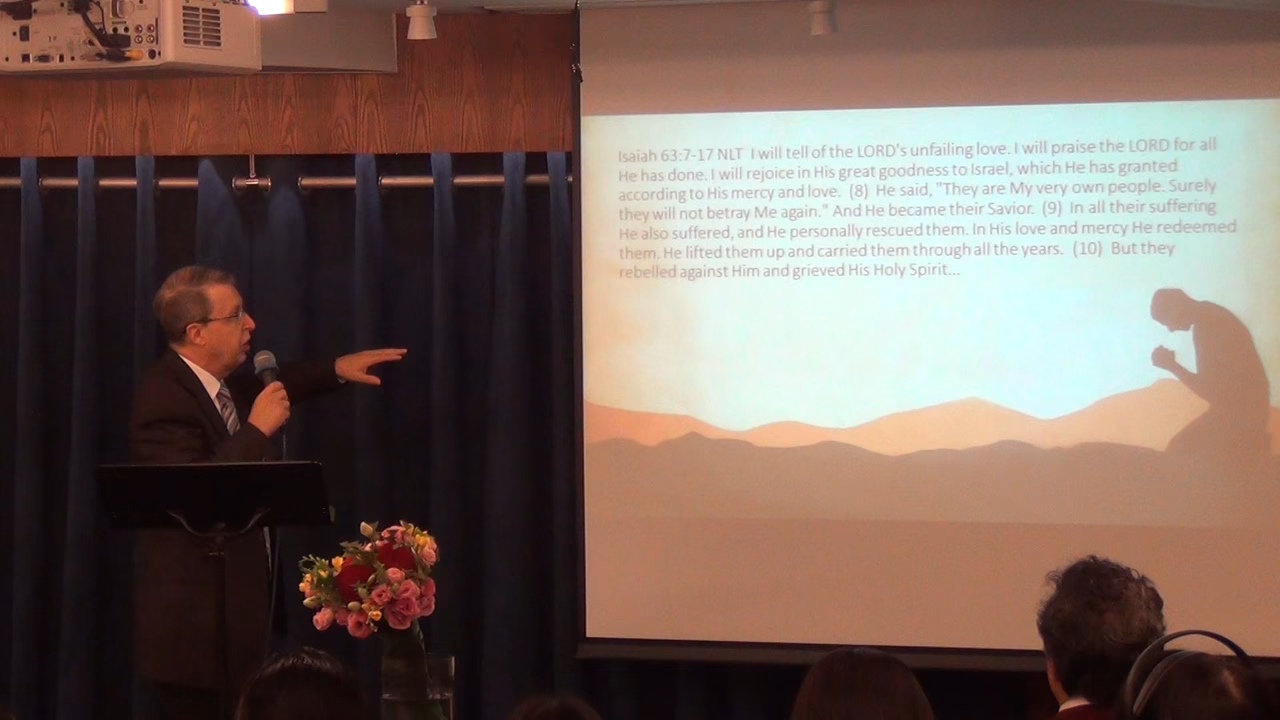 Isaiah 63:7-17 NLT  I will tell of the LORD's unfailing love. I will praise the LORD for all
He has done. I will rejoice in His great goodness to Israel, which He has granted
according to His mercy and love.  (8)  He said, "They are My very own people. Surely
they will not betray Me again." And He became their Savior.  (9)  In all their suffering
He also suffered, and He personally rescued them. In His love and mercy He redeemed
them. He lifted them up and carried them through all the years.  (10)  But they
rebelled against Him and grieved His Holy Spirit...